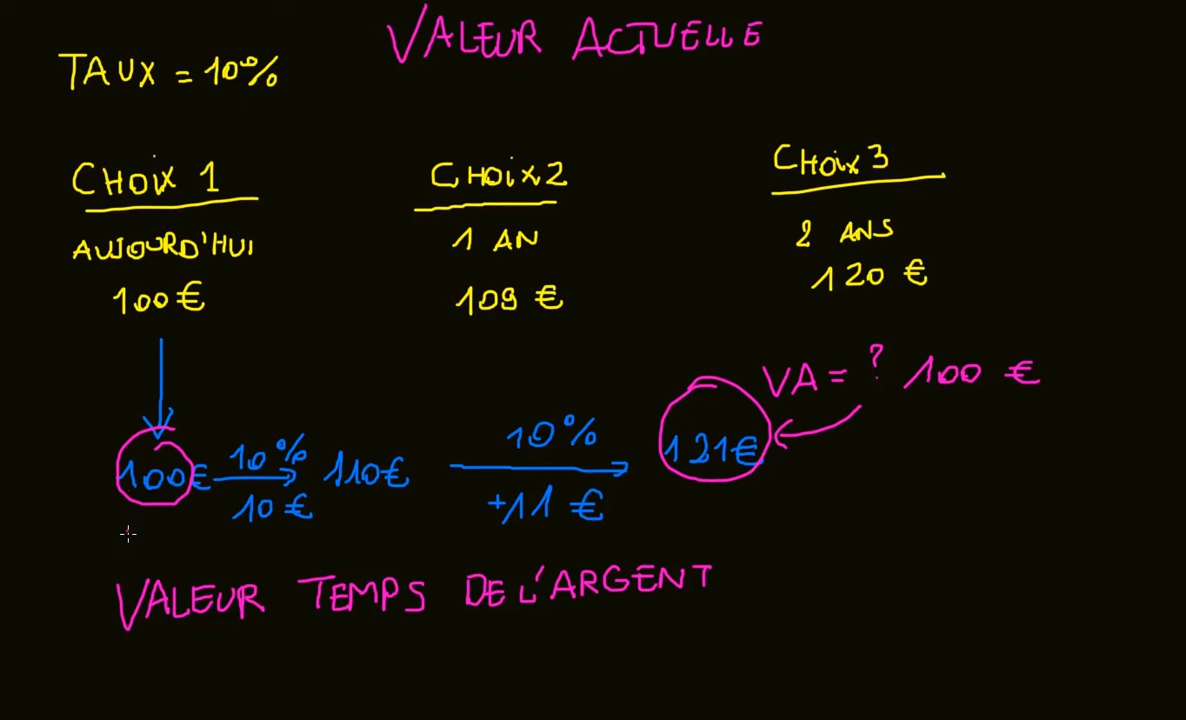 VALEUR ACTUELLE
TAUX = 10%
CHOIX 1
AUJOURD'HUI
100 €
CHOIX 2
1 AN
109 €
CHOIX 3
2 ANS
120 €
VA = ? 100 €
100 €
10%
10 €
110 €
10%
+11 €
121 €
VALEUR TEMPS DE L'ARGENT